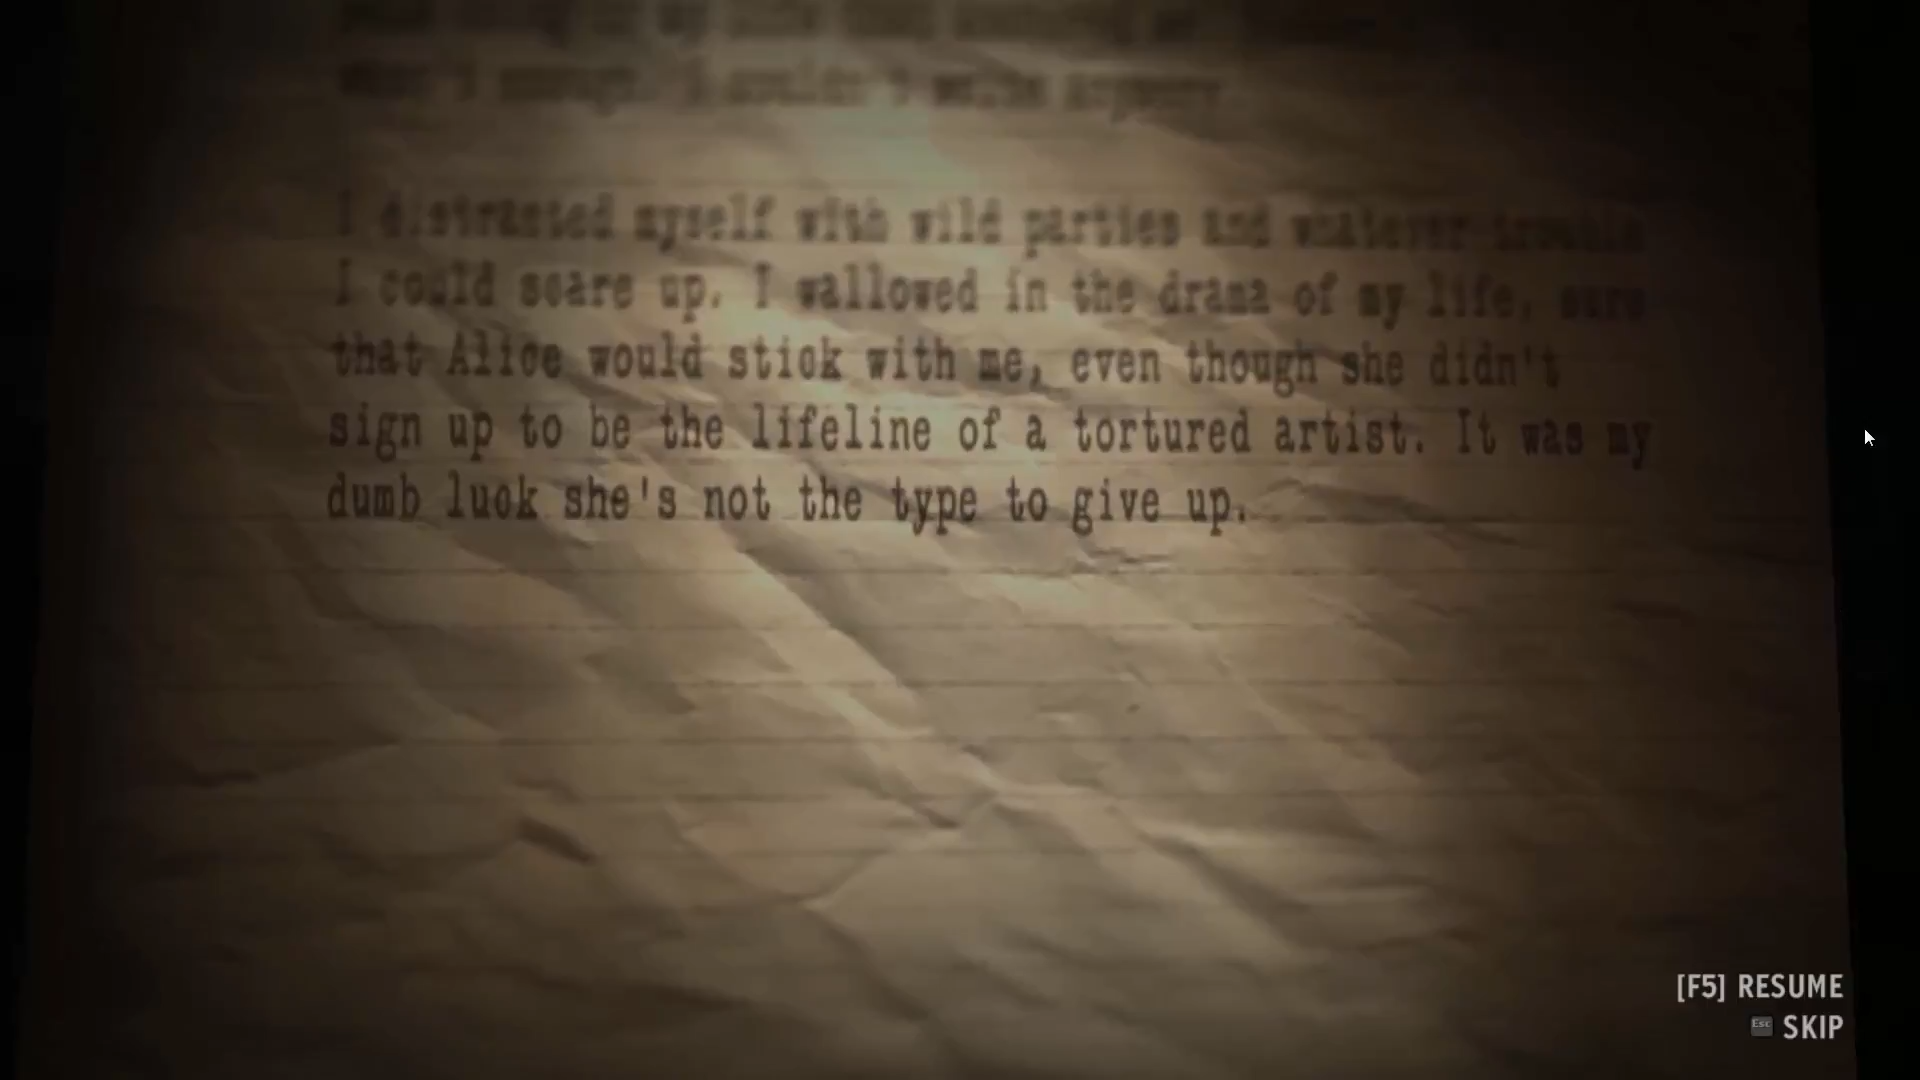 I distracted myself with wild parties and whatever trouble
I could scare up. I wallowed in the drama of my life, sure
that Alice would stick with me, even though she didn't
sign up to be the lifeline of a tortured artist. It was my
dumb luck she's not the type to give up.
[F5] RESUME
Esc SKIP